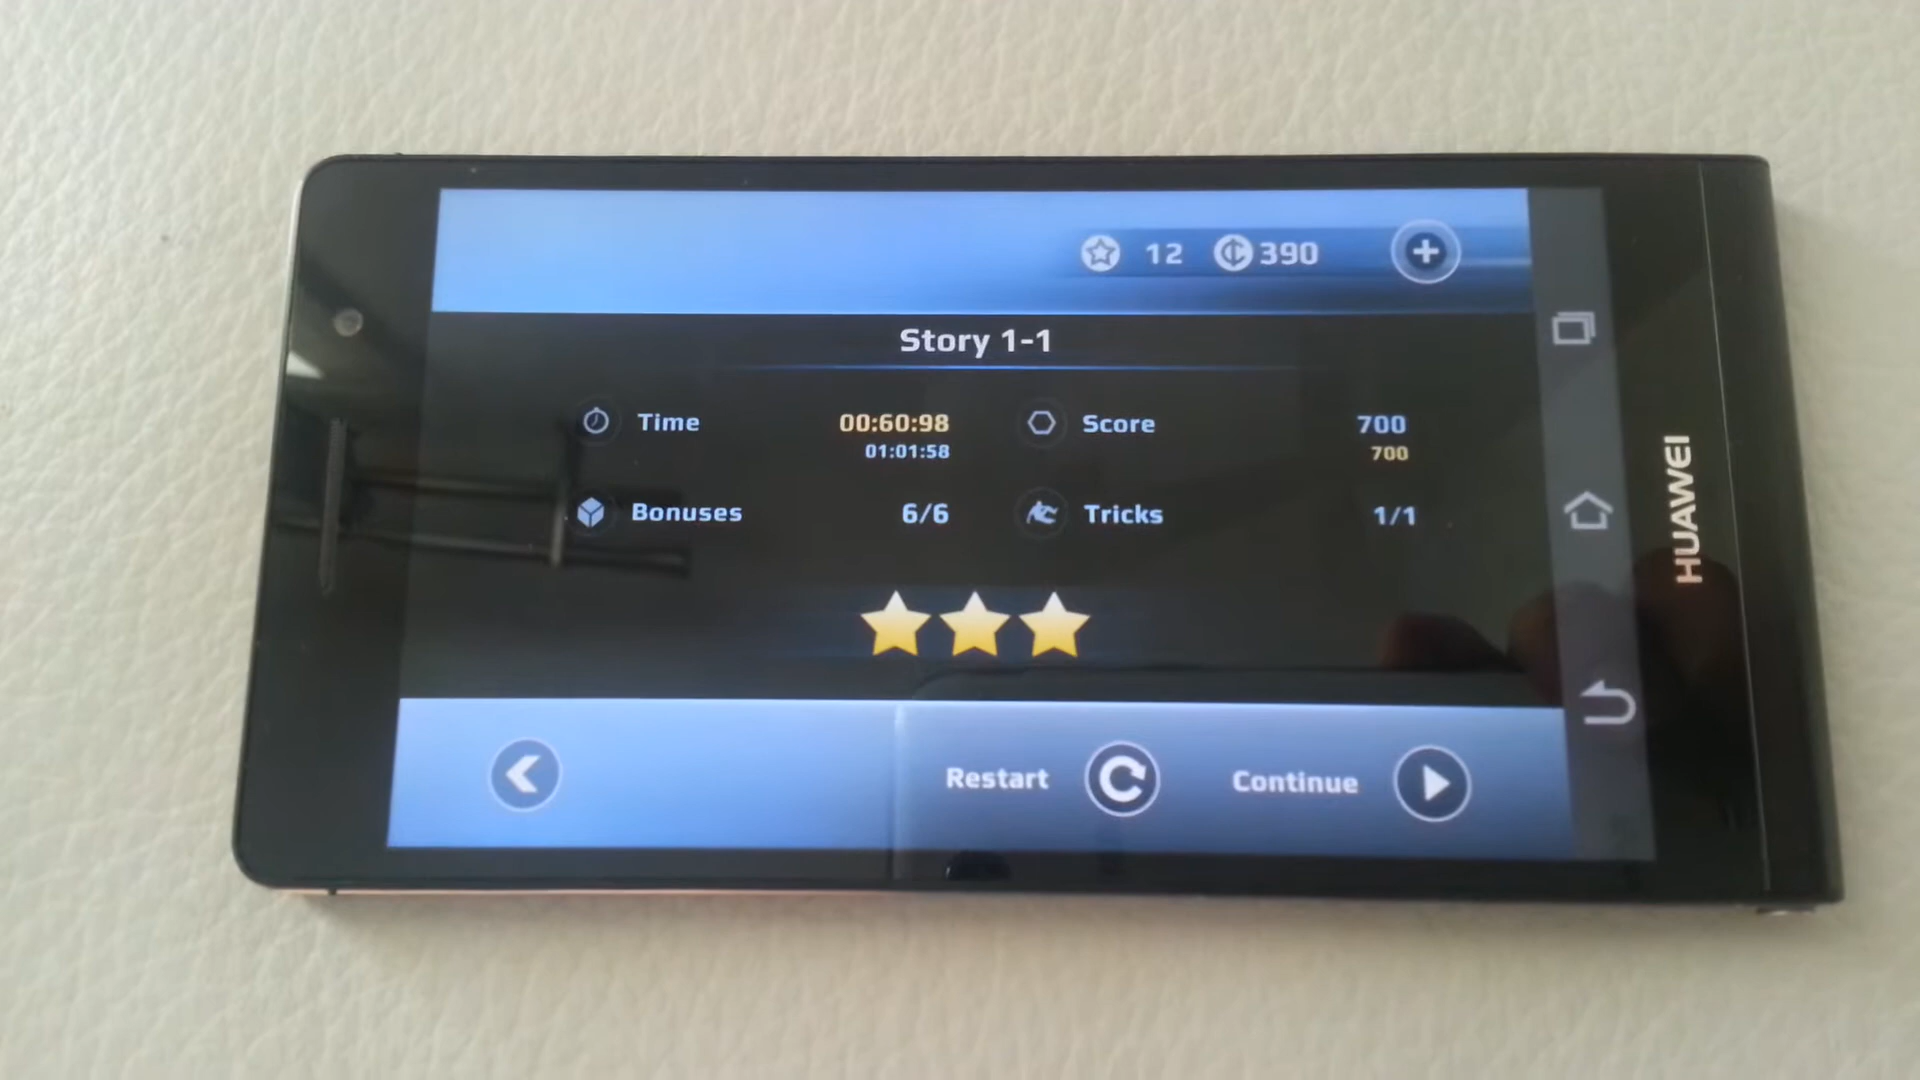 12 390
Story 1-1
Time 00:60:98 Score 700
01:01:58 700
Bonuses 6/6 Tricks 1/1
Restart Continue
HUAWEI